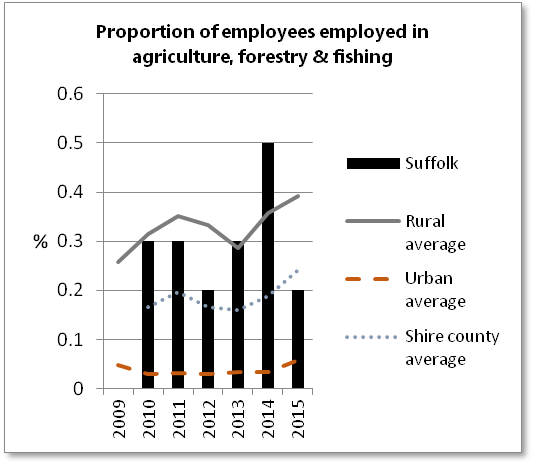 Proportion of employees employed in
agriculture, forestry & fishing
0.6
0.5
0.4
0.3
0.2
0.1
0
%
2009
2010
2011
2012
2013
2014
2015
Suffolk
Rural
average
Urban
average
Shire county
average